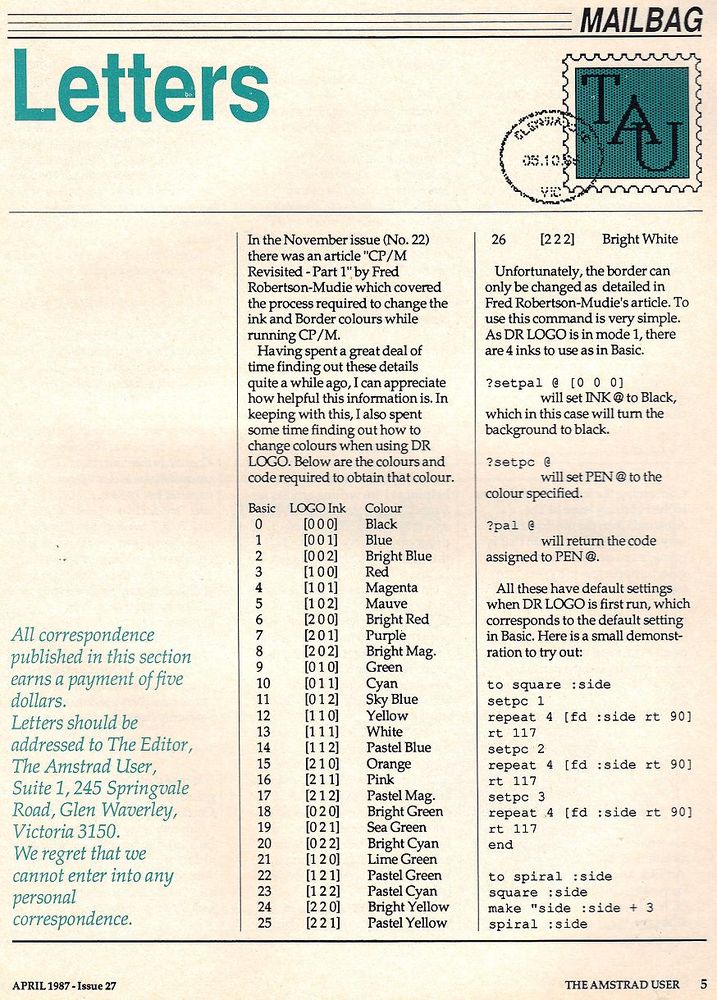 MAILBAG
Letters
TAU
VIC
All correspondence
published in this section
earns a payment of five
dollars.
Letters should be
addressed to The Editor,
The Amstrad User,
Suite 1, 245 Springvale
Road, Glen Waverley,
Victoria 3150.
We regret that we
cannot enter into any
personal
correspondence.
In the November issue (No. 22)
there was an article "CP/M
Revisited - Part 1" by Fred
Robertson-Mudie which covered
the process required to change the
ink and Border colours while
running CP/M.
Having spent a great deal of
time finding out these details
quite a while ago, I can appreciate
how helpful this information is. In
keeping with this, I also spent
some time finding out how to
change colours when using DR
LOGO. Below are the colours and
code required to obtain that colour.
Basic LOGO Ink Colour
0 [0 0 0] Black
1 [0 0 1] Blue
2 [0 0 2] Bright Blue
3 [1 0 0] Red
4 [1 0 1] Magenta
5 [1 0 2] Mauve
6 [2 0 0] Bright Red
7 [2 0 1] Purple
8 [2 0 2] Bright Mag.
9 [0 1 0] Green
10 [0 1 1] Cyan
11 [0 1 2] Sky Blue
12 [1 1 0] Yellow
13 [1 1 1] White
14 [1 1 2] Pastel Blue
15 [2 1 0] Orange
16 [2 1 1] Pink
17 [2 1 2] Pastel Mag.
18 [0 2 0] Bright Green
19 [0 2 1] Sea Green
20 [0 2 2] Bright Cyan
21 [1 2 0] Lime Green
22 [1 2 1] Pastel Green
23 [1 2 2] Pastel Cyan
24 [2 2 0] Bright Yellow
25 [2 2 1] Pastel Yellow
26 [2 2 2] Bright White
Unfortunately, the border can
only be changed as detailed in
Fred Robertson-Mudie's article. To
use this command is very simple.
As DR LOGO is in mode 1, there
are 4 inks to use as in Basic.
?setpal @ [0 0 0]
will set INK @ to Black,
which in this case will turn the
background to black.
?setpc @
will set PEN @ to the
colour specified.
?pal @
will return the code
assigned to PEN @.
All these have default settings
when DR LOGO is first run, which
corresponds to the default setting
in Basic. Here is a small demonst-
ration to try out:
to square :side
setpc 1
repeat 4 [fd :side rt 90]
rt 117
setpc 2
repeat 4 [fd :side rt 90]
rt 117
setpc 3
repeat 4 [fd :side rt 90]
rt 117
end
to spiral :side
square :side
make "side :side + 3
spiral :side
APRIL 1987 - Issue 27
THE AMSTRAD USER 5